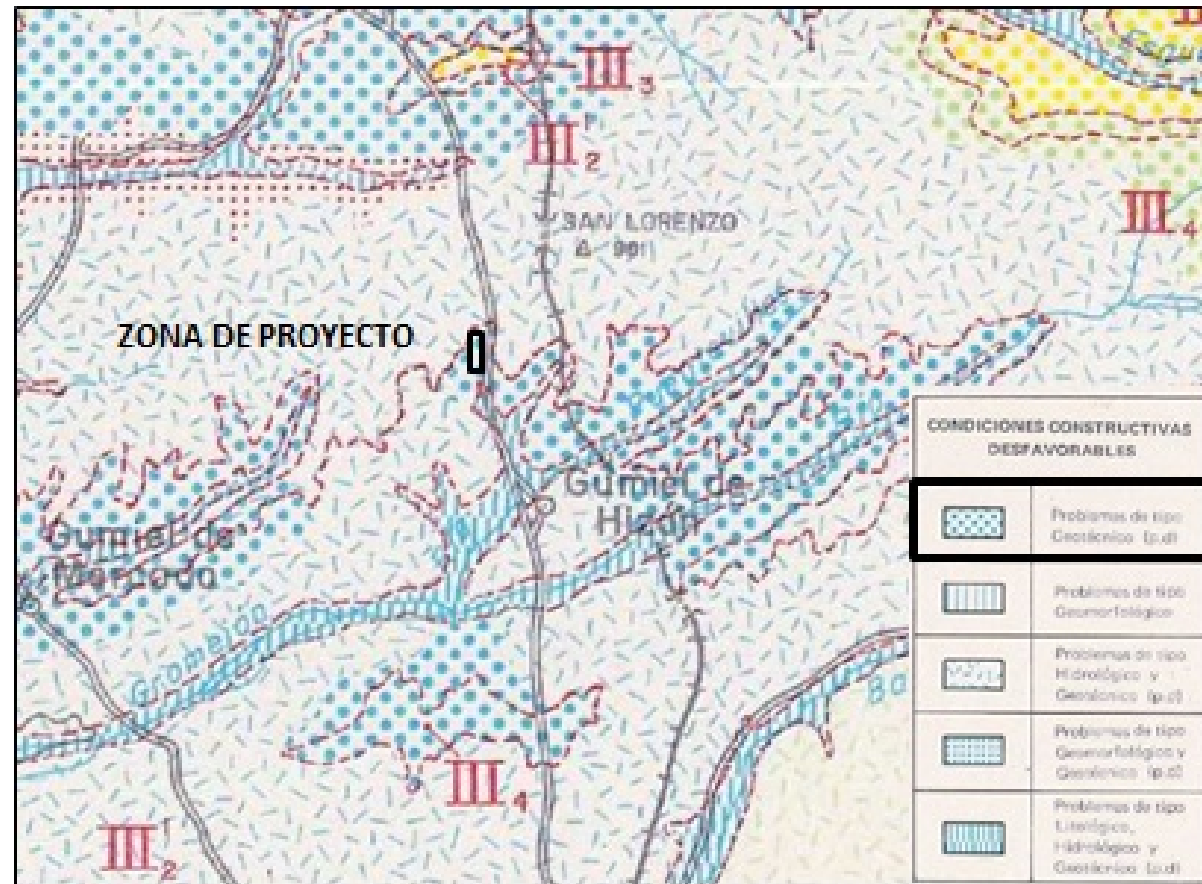 III3
III2
SAN LORENZO
III4
ZONA DE PROYECTO
Gumiel de
Hizán
Gumiel de
Mercado
Gromejón
Ba
III4
III2
CONDICIONES CONSTRUCTIVAS
DESFAVORABLES
Problemas de tipo
Geotécnico (p.d)
Problemas de tipo
Geomorfológico
Problemas de tipo
Hidrológico y
Geotécnico (p.d)
Problemas de tipo
Geomorfológico y
Geotécnico (p.d)
Problemas de tipo
Litológico,
Hidrológico y
Geotécnico (p.d)